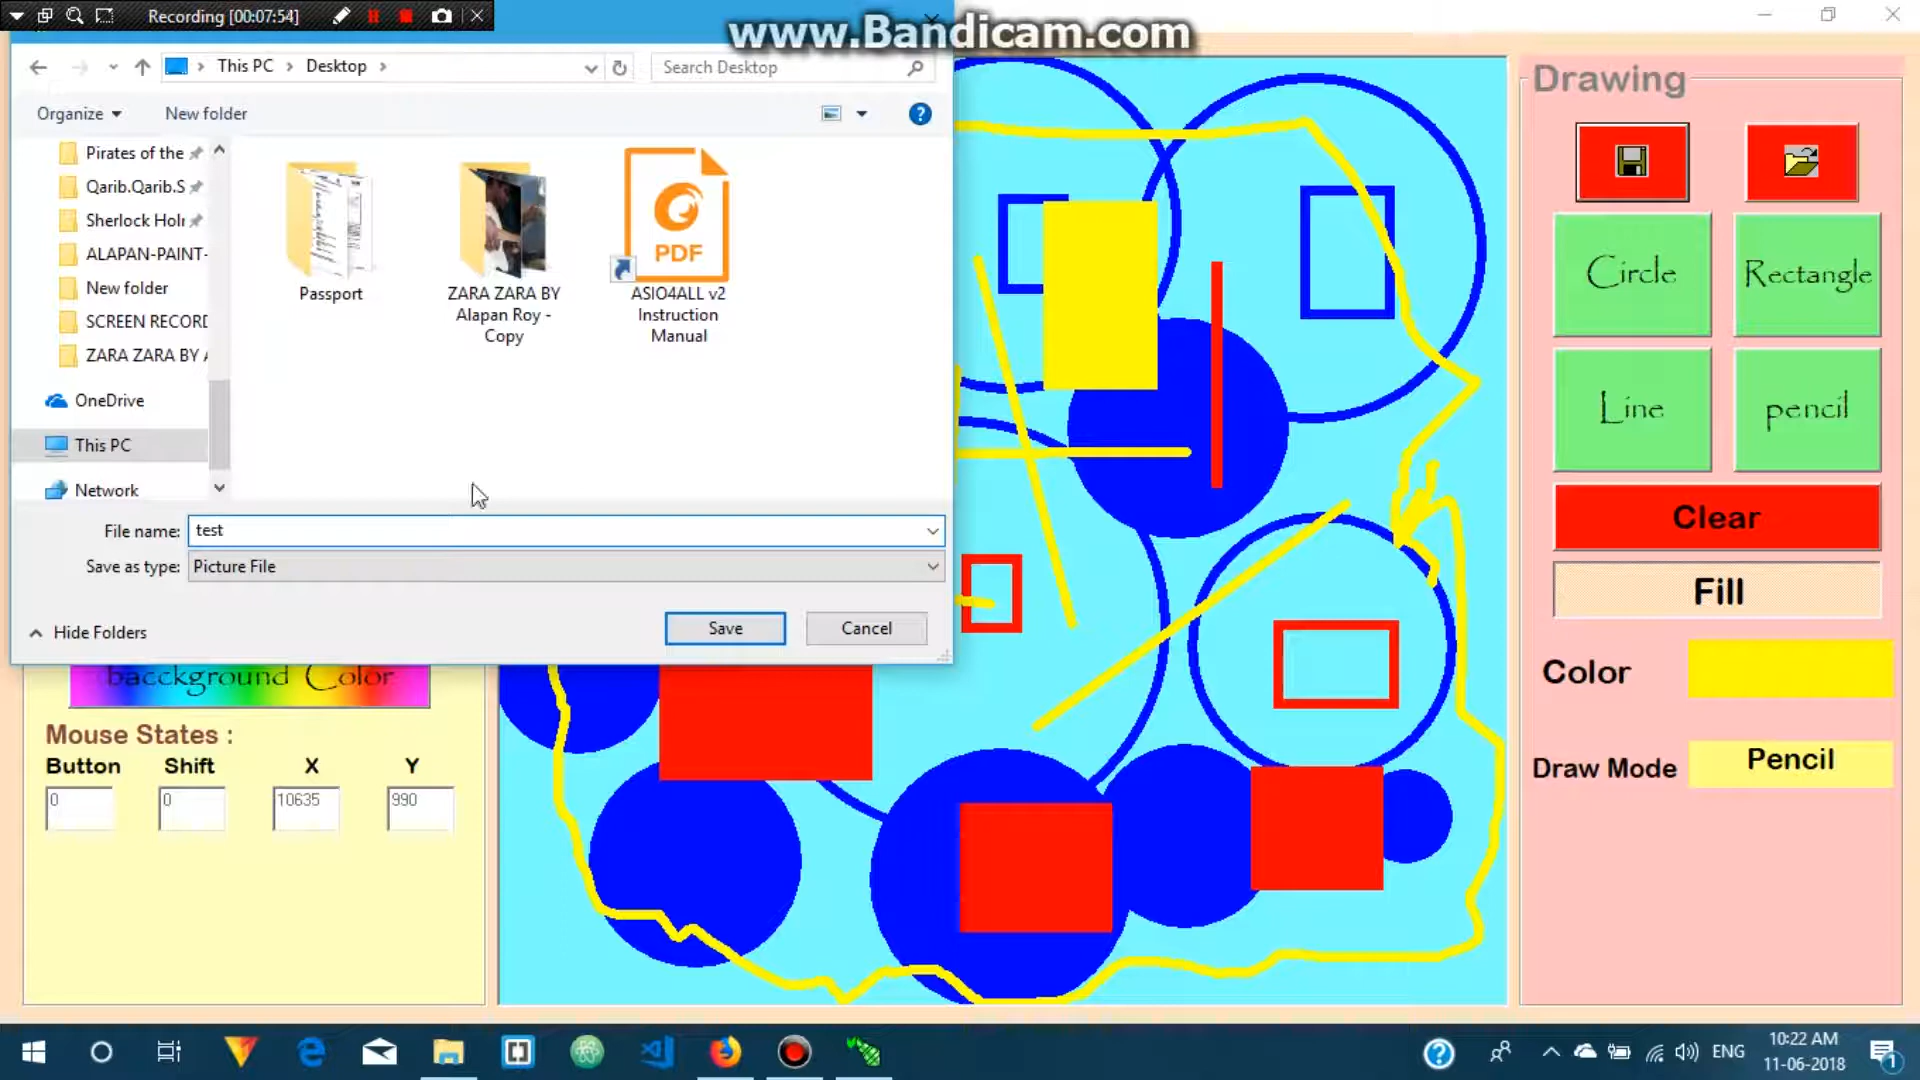 Recording [00:07:54]
www.Bandicam.com
This PC
Desktop
Search Desktop
Organize
New folder
Pirates of the
Qarib.Qarib.S
Sherlock Holr
ALAPAN-PAINT-
New folder
SCREEN RECORD
ZARA ZARA BY A
OneDrive
This PC
Network
Passport
ZARA ZARA BY
Alapan Roy -
Copy
PDF
ASIO4ALL v2
Instruction
Manual
File name:
test
Save as type:
Picture File
Hide Folders
Save
Cancel
Drawing
Circle
Rectangle
Line
pencil
Clear
Fill
Color
Draw Mode
Pencil
bacckground Color
Mouse States :
Button
Shift
X
Y
0
0
10635
990
ENG
10:22 AM
11-06-2018
1